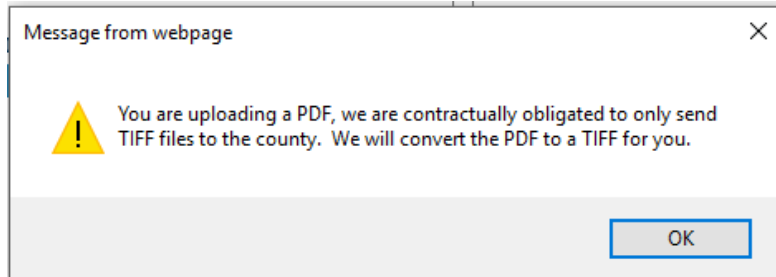 Message from webpage
You are uploading a PDF, we are contractually obligated to only send
TIFF files to the county.  We will convert the PDF to a TIFF for you.
OK